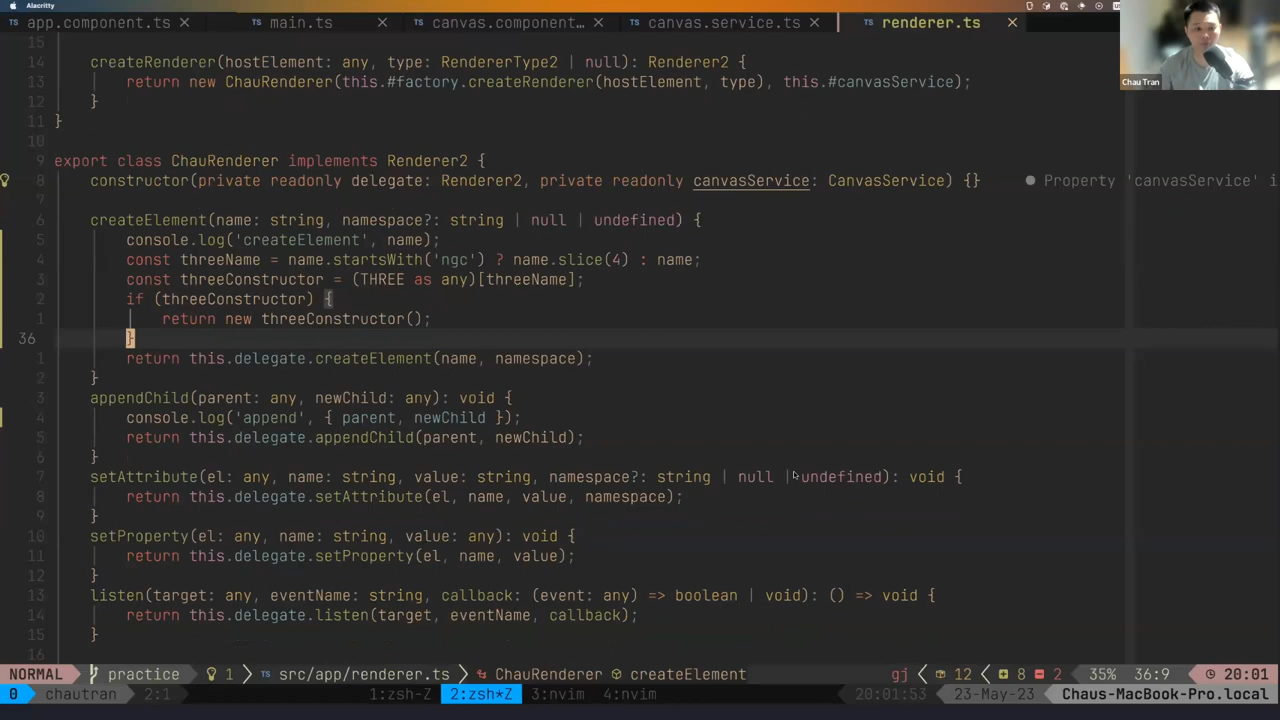 Alacritty
TS app.component.ts × TS main.ts × TS canvas.component... × TS canvas.service.ts × TS renderer.ts ×
15
14 createRenderer(hostElement: any, type: RendererType2 | null): Renderer2 {
13 return new ChauRenderer(this.#factory.createRenderer(hostElement, type), this.#canvasService);
12 }
11 }
10
9 export class ChauRenderer implements Renderer2 {
8 constructor(private readonly delegate: Renderer2, private readonly canvasService: CanvasService) {} ● Property 'canvasService' i
7
6 createElement(name: string, namespace?: string | null | undefined) {
5 console.log('createElement', name);
4 const threeName = name.startsWith('ngc') ? name.slice(4) : name;
3 const threeConstructor = (THREE as any)[threeName];
2 if (threeConstructor) {
1 return new threeConstructor();
36 }
1 return this.delegate.createElement(name, namespace);
2 }
3 appendChild(parent: any, newChild: any): void {
4 console.log('append', { parent, newChild });
5 return this.delegate.appendChild(parent, newChild);
6 }
7 setAttribute(el: any, name: string, value: string, namespace?: string | null | undefined): void {
8 return this.delegate.setAttribute(el, name, value, namespace);
9 }
10 setProperty(el: any, name: string, value: any): void {
11 return this.delegate.setProperty(el, name, value);
12 }
13 listen(target: any, eventName: string, callback: (event: any) => boolean | void): () => void {
14 return this.delegate.listen(target, eventName, callback);
15 }
16
Chau Tran
NORMAL practice 1 TS src/app/renderer.ts ChauRenderer createElement gj 12 8 2 35% 36:9 20:01
0 chautran 2:1 1:zsh-Z 2:zsh*Z 3:nvim 4:nvim 20:01:53 23-May-23 Chaus-MacBook-Pro.local